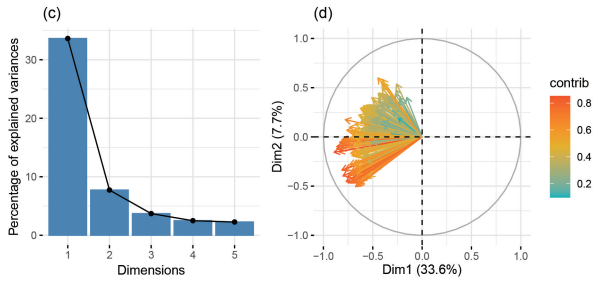 (c)
Percentage of explained variances
30
20
10
0
1 2 3 4 5
Dimensions
(d)
Dim2 (7.7%)
1.0
0.5
0.0
−0.5
−1.0
−1.0 −0.5 0.0 0.5 1.0
Dim1 (33.6%)
contrib
0.8
0.6
0.4
0.2